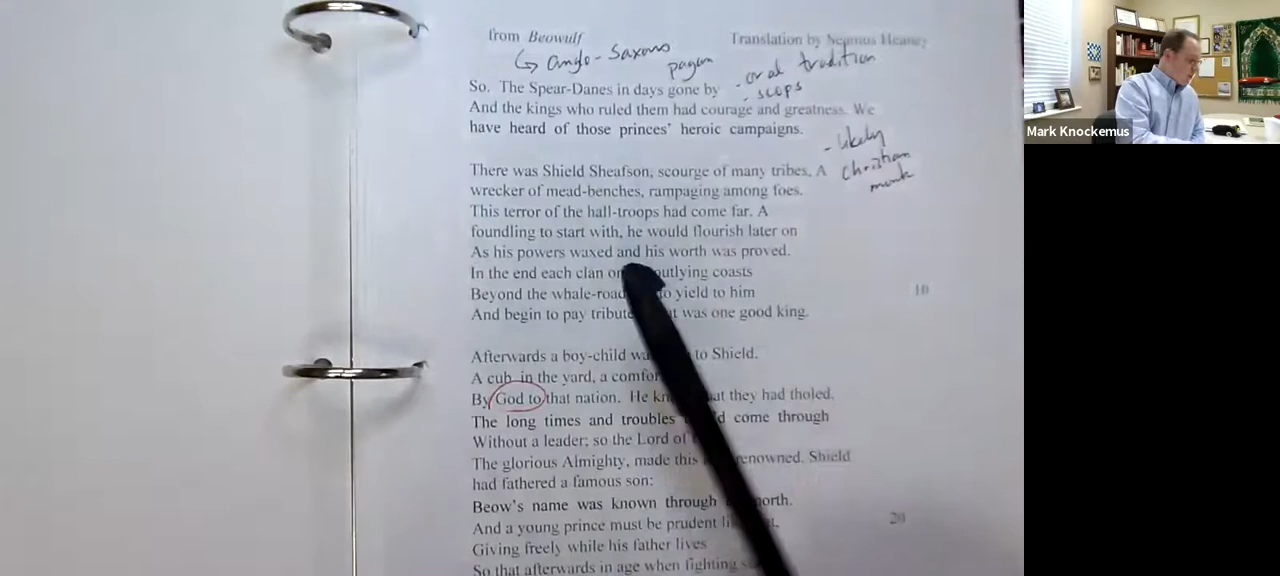 from Beowulf
Translation by Seamus Heaney
Anglo-Saxons
pagan
- oral tradition
- scops
So. The Spear-Danes in days gone by
And the kings who ruled them had courage and greatness. We
have heard of those princes' heroic campaigns.
- likely
Christian
monk
There was Shield Sheafson, scourge of many tribes, A
wrecker of mead-benches, rampaging among foes.
This terror of the hall-troops had come far. A
foundling to start with, he would flourish later on
As his powers waxed and his worth was proved.
In the end each clan on outlying coasts
Beyond the whale-road to yield to him
10
And begin to pay tribute was one good king.
Afterwards a boy-child to Shield.
A cub in the yard, a comfort
By God to that nation. He that they had tholed.
The long times and troubles come through
Without a leader; so the Lord of
The glorious Almighty, made this renowned. Shield
had fathered a famous son:
Beow's name was known through north.
20
And a young prince must be prudent
Giving freely while his father lives
So that afterwards in age when fighting
Mark Knockemus